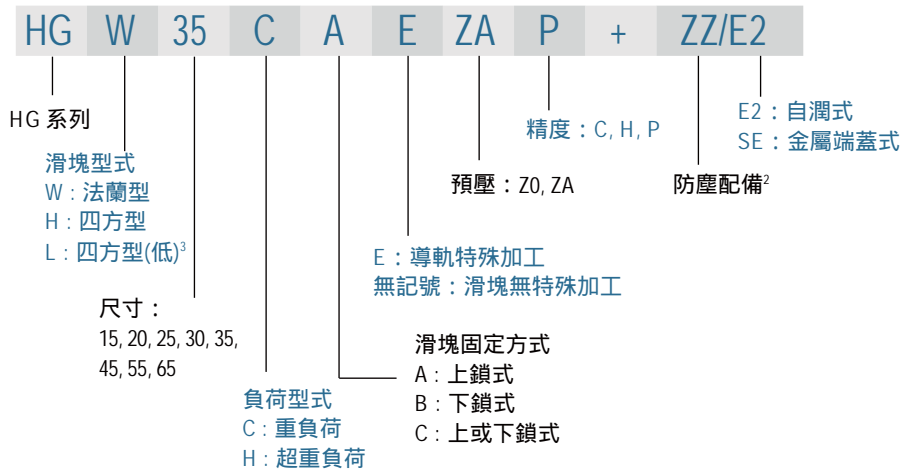 HG W 35 C A E ZA P + ZZ/E2
HG 系列
滑塊型式
W : 法蘭型
H : 四方型
L : 四方型(低)3
尺寸：
15, 20, 25, 30, 35,
45, 55, 65
負荷型式
C : 重負荷
H : 超重負荷
滑塊固定方式
A : 上鎖式
B : 下鎖式
C : 上或下鎖式
E：導軌特殊加工
無記號：滑塊無特殊加工
預壓：Z0, ZA
精度：C, H, P
防塵配備2
E2：自潤式
SE：金屬端蓋式